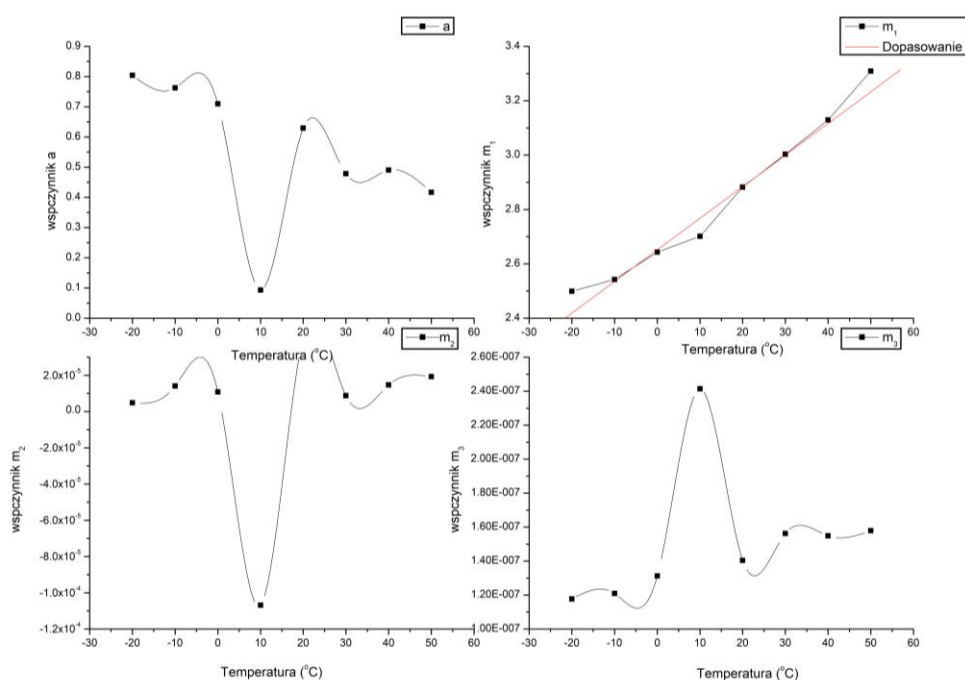 a
0.9
0.8
0.7
0.6
0.5
0.4
0.3
0.2
0.1
0.0
wspczynnik a
-30 -20 -10 0 10 20 30 40 50 60
Temperatura (°C)
m₁
Dopasowanie
3.4
3.2
3.0
2.8
2.6
2.4
wspczynnik m₁
-30 -20 -10 0 10 20 30 40 50 60
Temperatura (°C)
m₂
2.0x10⁻⁵
0.0
-2.0x10⁻⁵
-4.0x10⁻⁵
-6.0x10⁻⁵
-8.0x10⁻⁵
-1.0x10⁻⁴
-1.2x10⁻⁴
wspczynnik m₂
-30 -20 -10 0 10 20 30 40 50 60
Temperatura (°C)
m₃
2.60E-007
2.40E-007
2.20E-007
2.00E-007
1.80E-007
1.60E-007
1.40E-007
1.20E-007
1.00E-007
wspczynnik m₃
-30 -20 -10 0 10 20 30 40 50 60
Temperatura (°C)